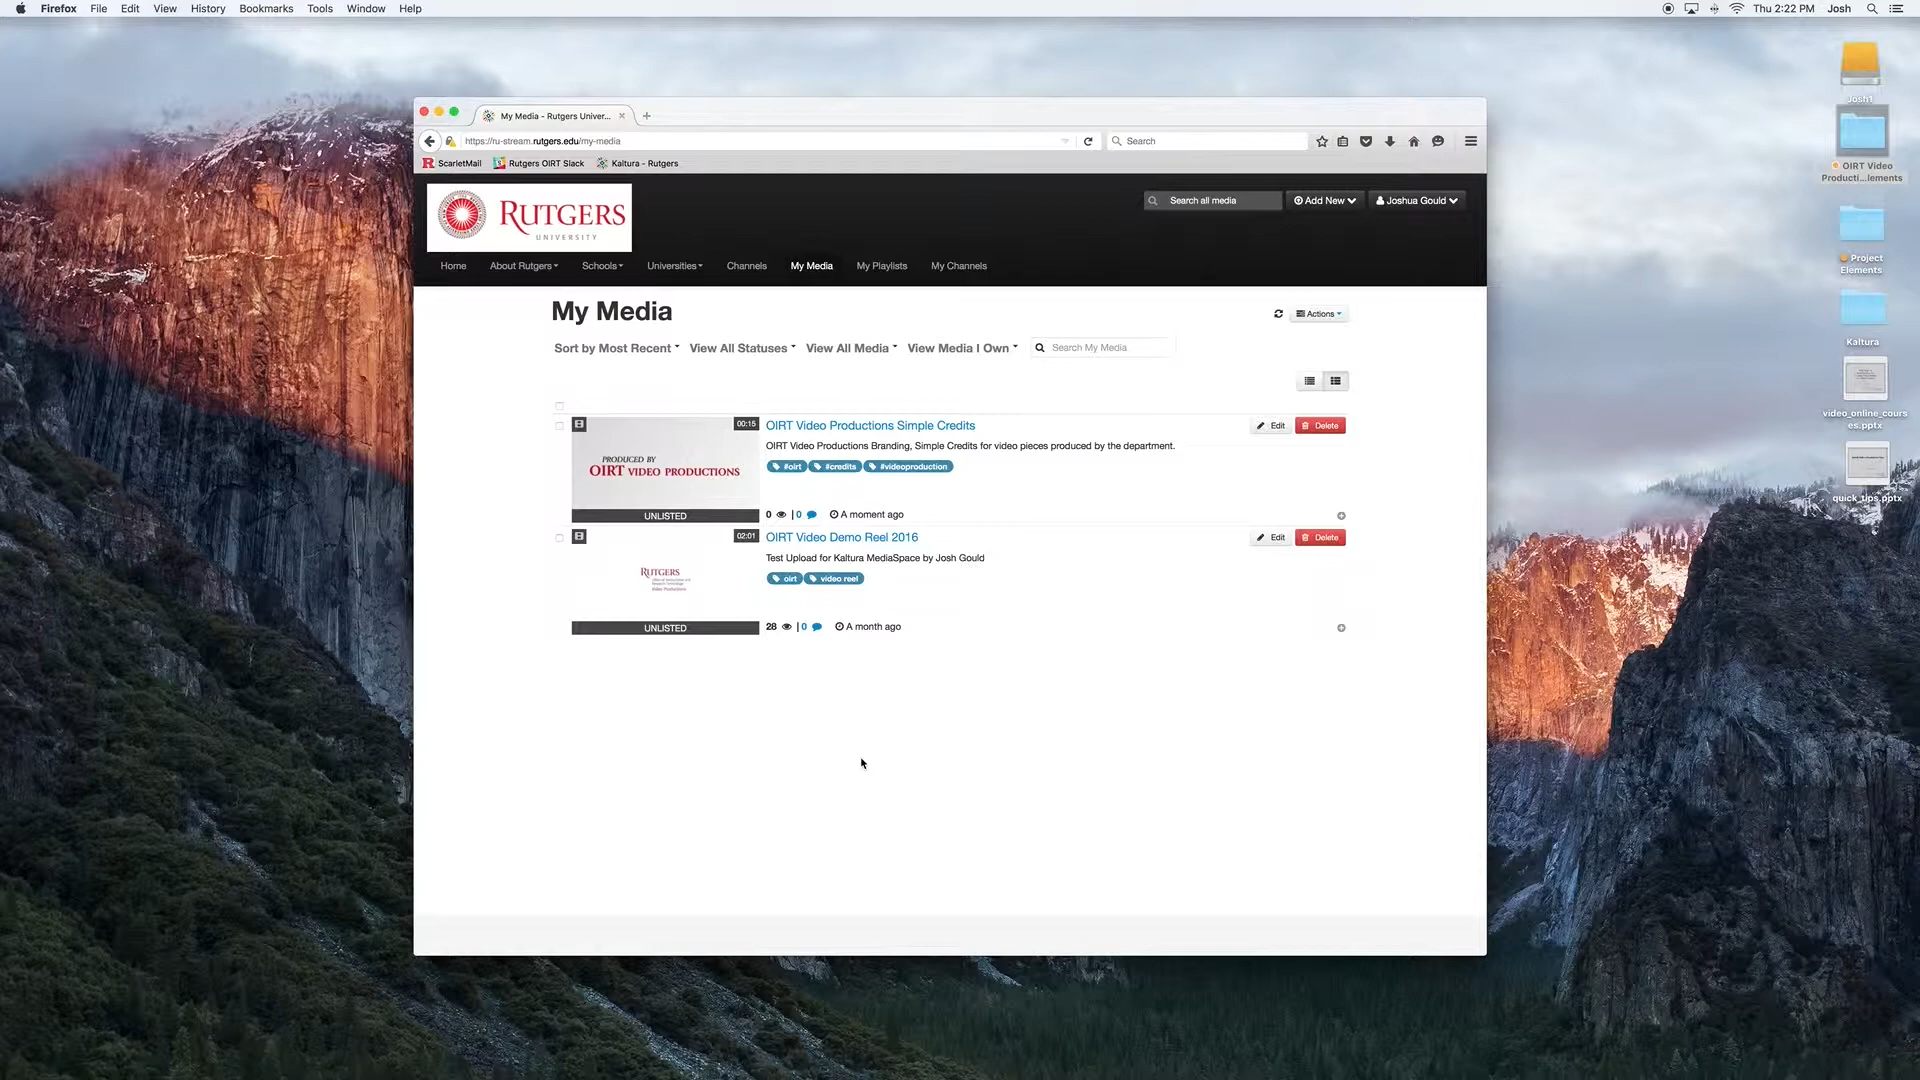 Firefox File Edit View History Bookmarks Tools Window Help
Thu 2:22 PM Josh
My Media - Rutgers Univer...
https://ru-stream.rutgers.edu/my-media
Search
ScarletMail Rutgers OIRT Slack Kaltura - Rutgers
RUTGERS
UNIVERSITY
Search all media Add New Joshua Gould
Home About Rutgers Schools Universities Channels My Media My Playlists My Channels
My Media
Actions
Sort by Most Recent View All Statuses View All Media View Media I Own Search My Media
PRODUCED BY
OIRT VIDEO PRODUCTIONS
00:15
UNLISTED
OIRT Video Productions Simple Credits
Edit Delete
OIRT Video Productions Branding, Simple Credits for video pieces produced by the department.
#oirt #credits #videoproduction
0 | 0 A moment ago
RUTGERS
02:01
UNLISTED
OIRT Video Demo Reel 2016
Edit Delete
Test Upload for Kaltura MediaSpace by Josh Gould
oirt video reel
28 | 0 A month ago
Josh1
OIRT Video
Producti...lements
Project
Elements
Kaltura
video_online_cours
es.pptx
quick_tips.pptx